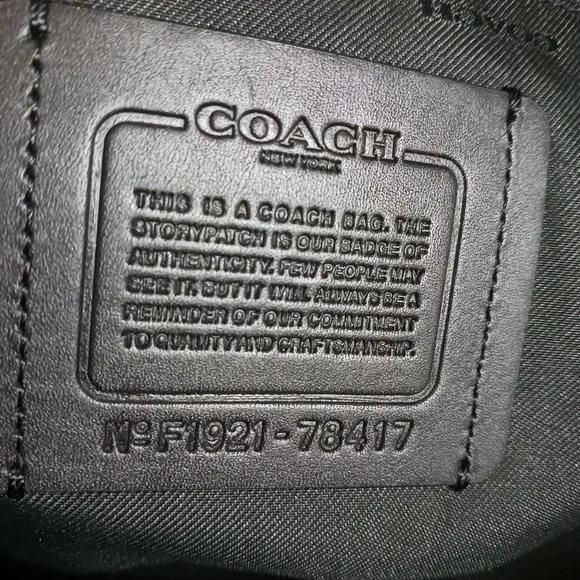 COACH
COACH
NEW YORK
THIS IS A COACH BAG. THE
STORYPATCH IS OUR BADGE OF
AUTHENTICITY. FEW PEOPLE MAY
SEE IT. BUT IT WILL ALWAYS BE A
REMINDER OF OUR COMMITMENT
TO QUALITY AND CRAFTSMANSHIP.
Nº F1921-78417